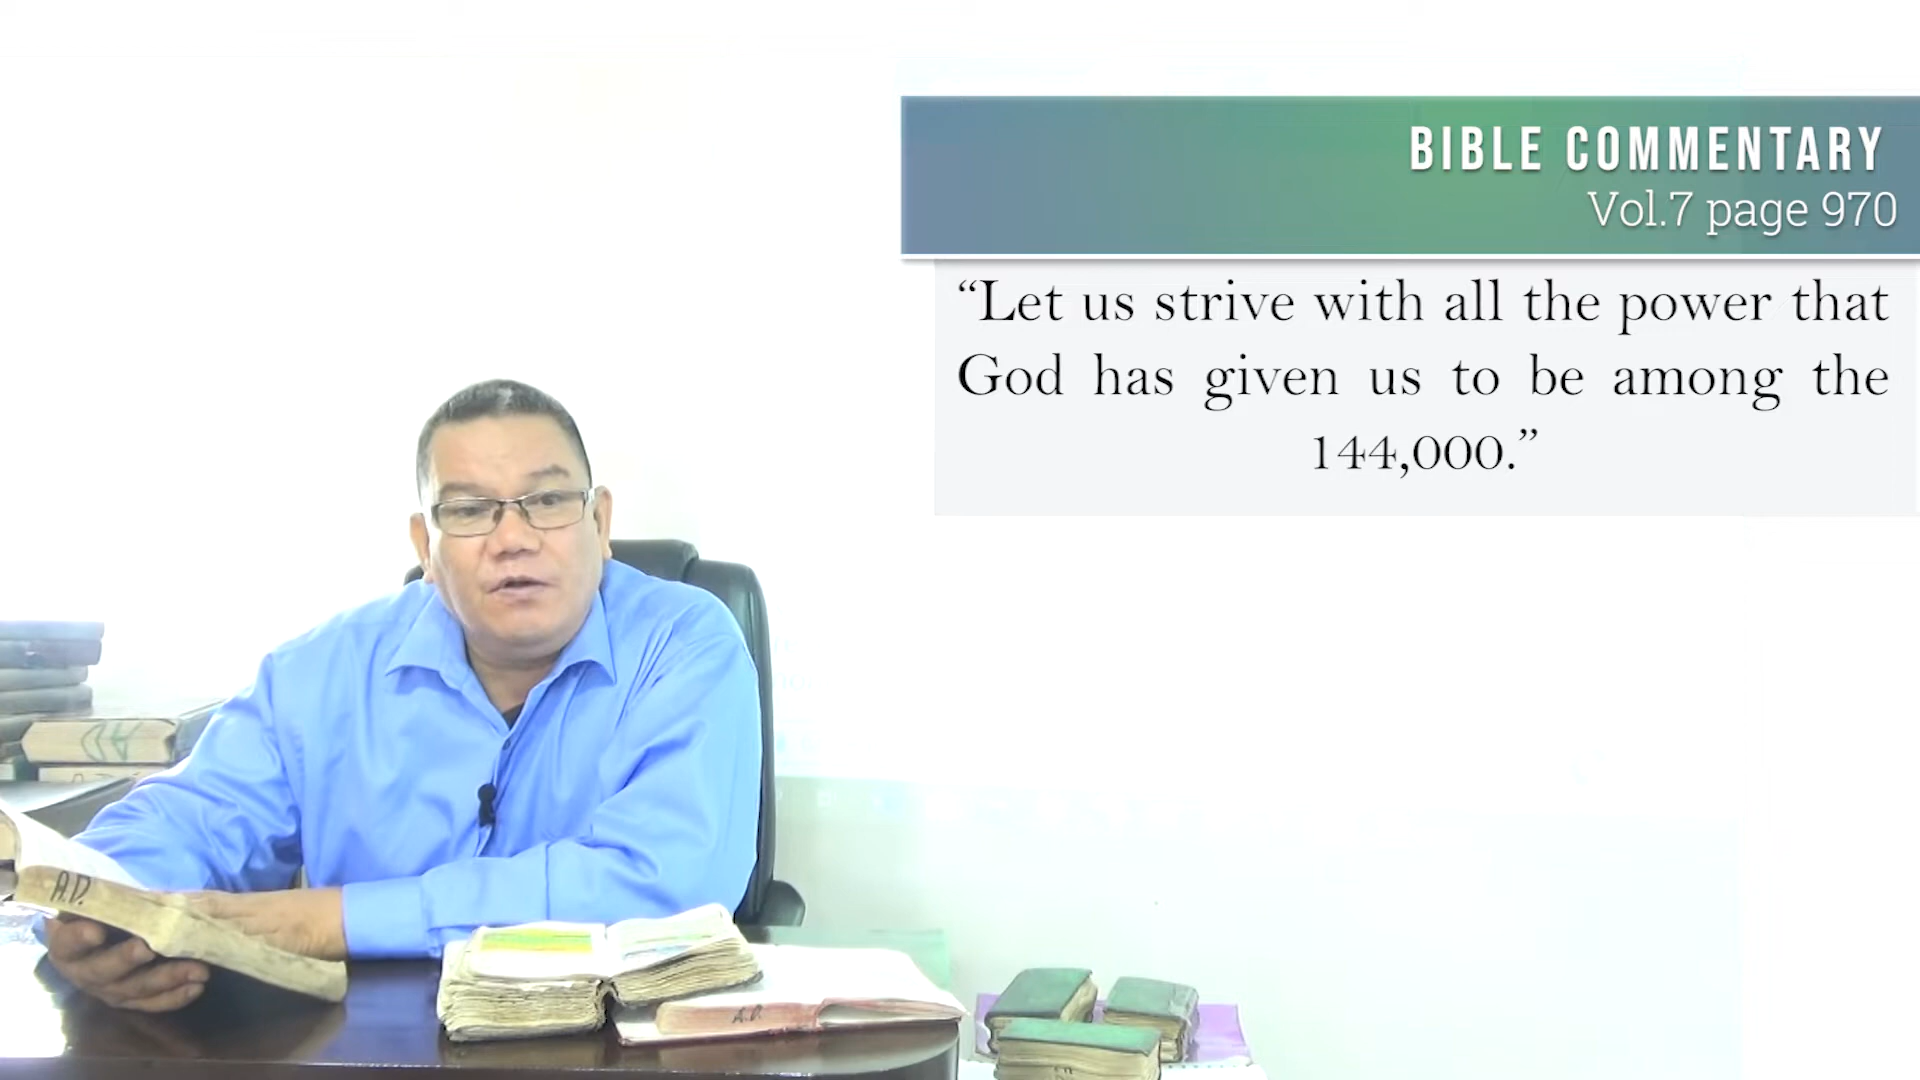 BIBLE COMMENTARY
Vol.7 page 970
“Let us strive with all the power that
God has given us to be among the
144,000.”
A.D.
A.D.